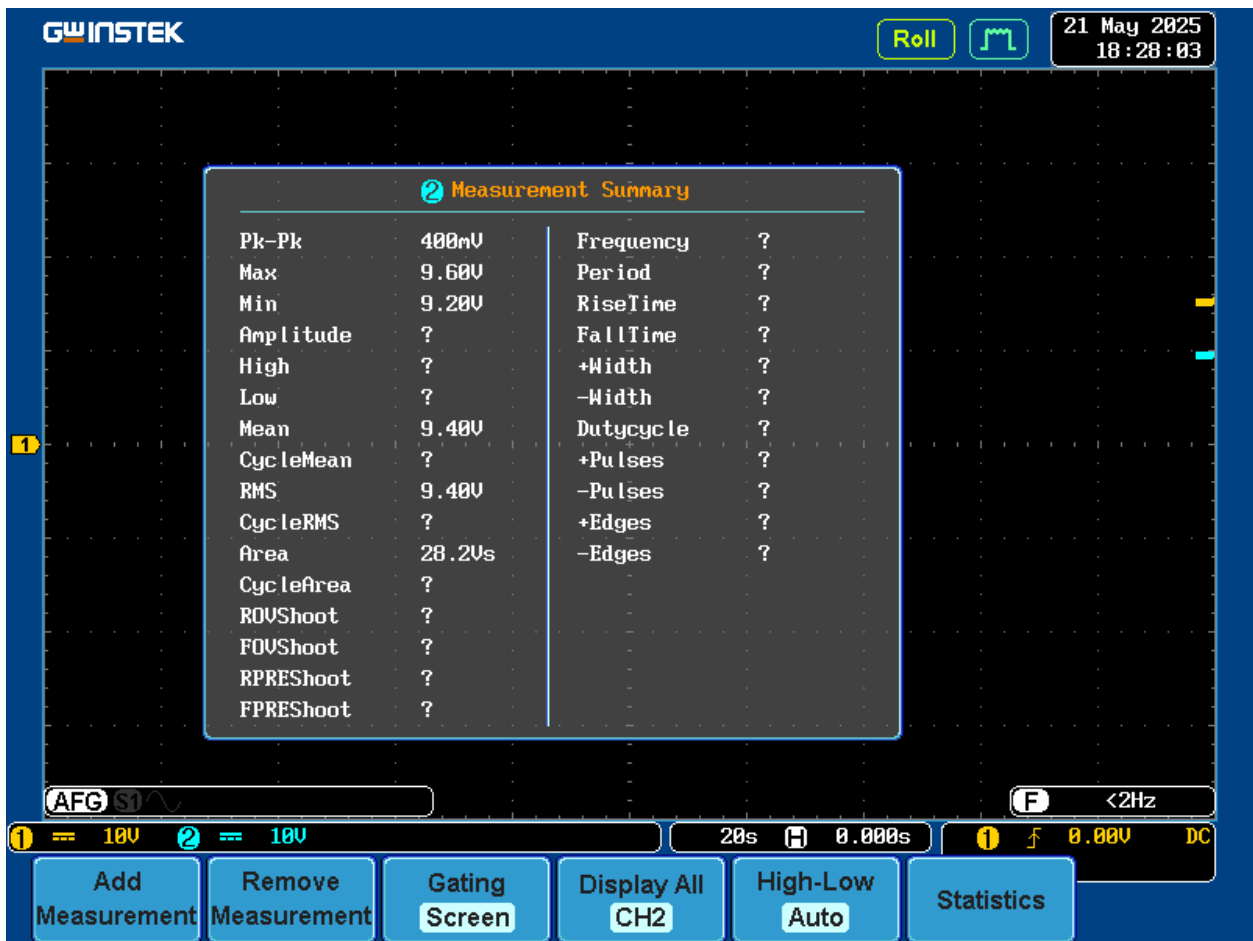 GWINSTEK
Roll
21 May 2025
18:28:03
2 Measurement Summary
Pk-Pk 400mV Frequency ?
Max 9.60V Period ?
Min 9.20V RiseTime ?
Amplitude ? FallTime ?
High ? +Width ?
Low ? -Width ?
Mean 9.40V Dutycycle ?
CycleMean ? +Pulses ?
RMS 9.40V -Pulses ?
CycleRMS ? +Edges ?
Area 28.2Vs -Edges ?
CycleArea ?
ROVShoot ?
FOVShoot ?
RPREShoot ?
FPREShoot ?
1
AFG S1 F <2Hz
1 10V 2 10V 20s H 0.000s 1 0.00V DC
Add Measurement
Remove Measurement
Gating Screen
Display All CH2
High-Low Auto
Statistics